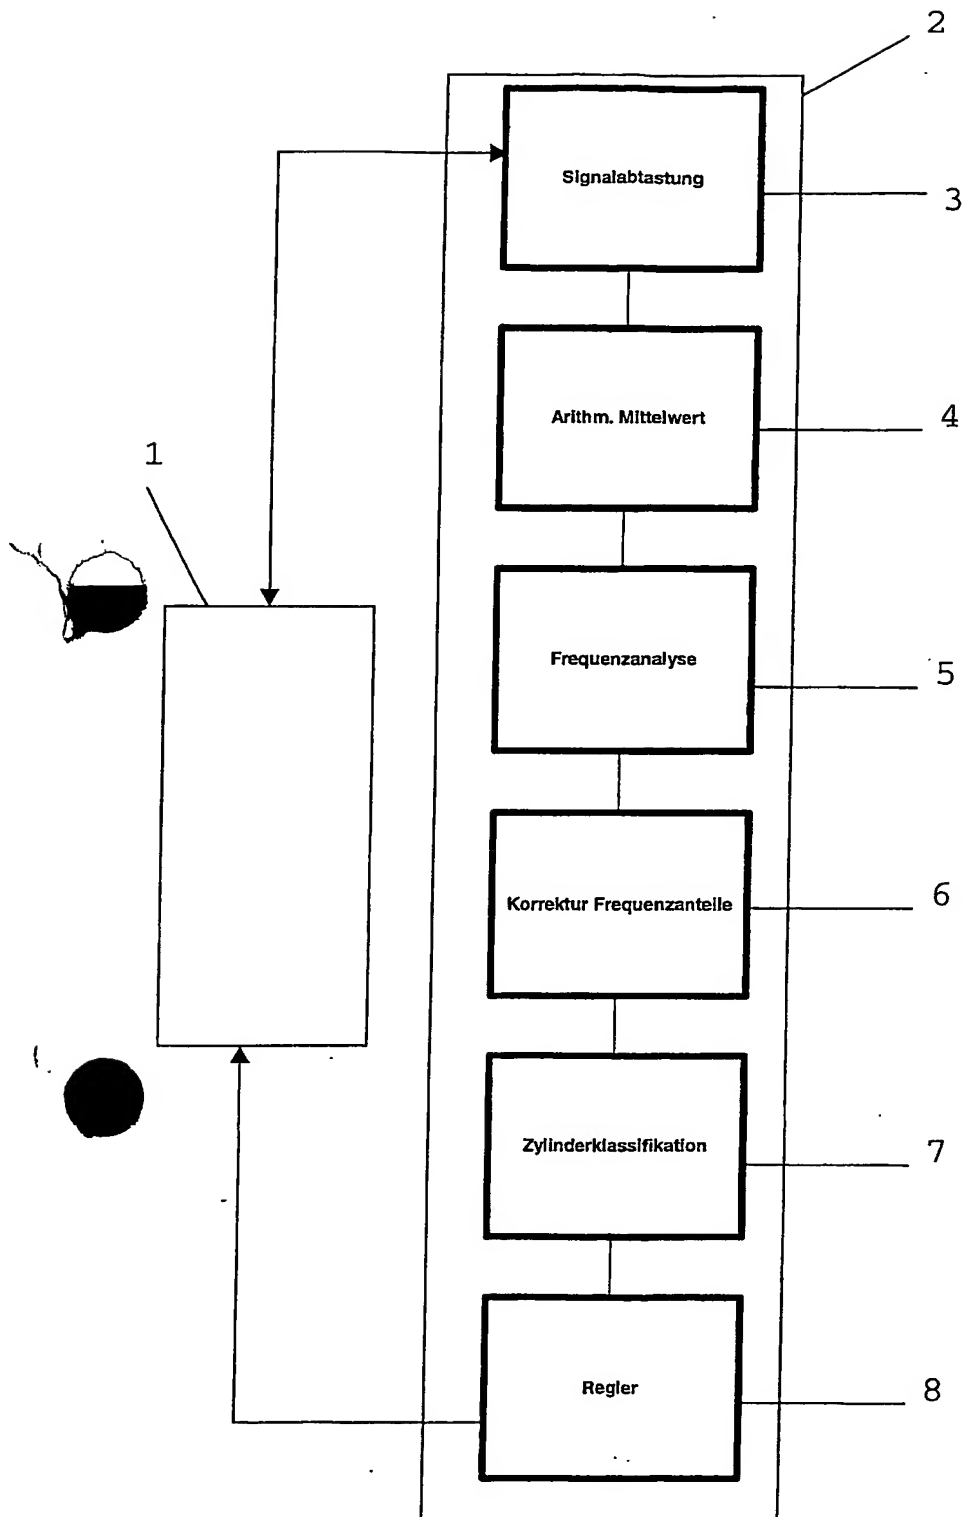 2
Signalabtastung
3
Arithm. Mittelwert
4
1
Frequenzanalyse
5
Korrektur Frequenzanteile
6
Zylinderklassifikation
7
Regler
8